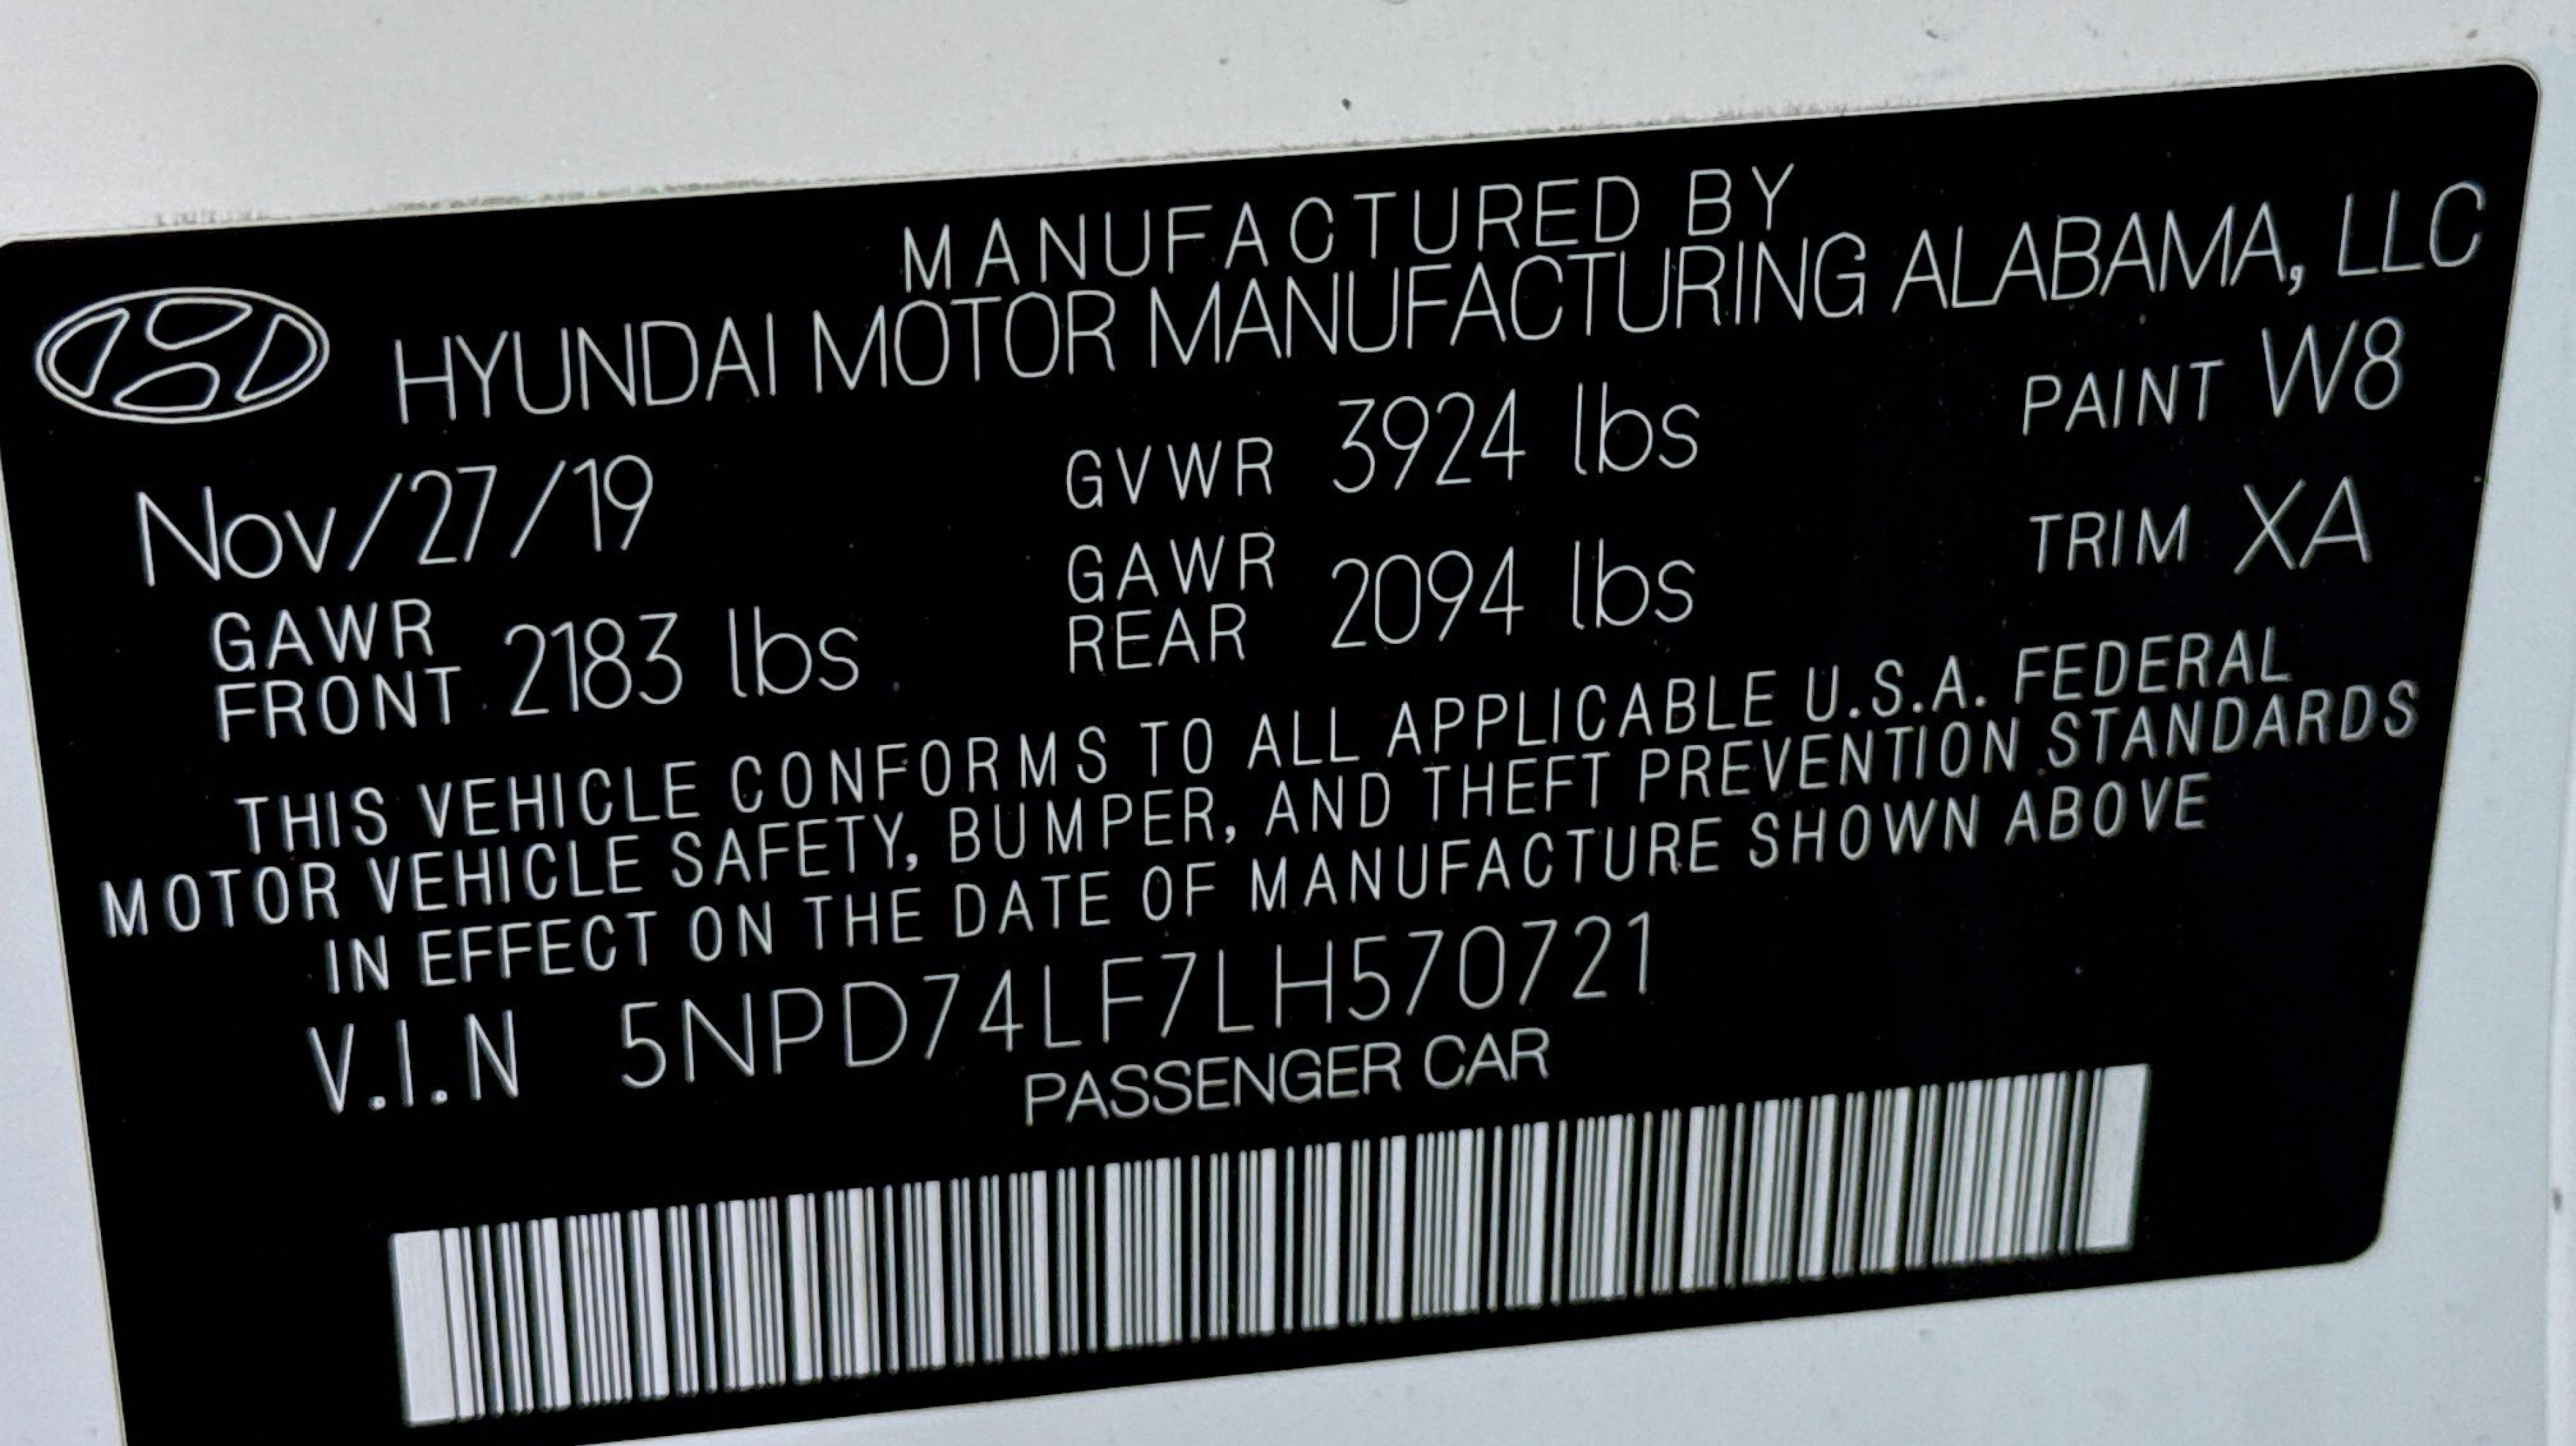 MANUFACTURED BY
HYUNDAI MOTOR MANUFACTURING ALABAMA, LLC
Nov/27/19 GVWR 3924 lbs PAINT W8
GAWR FRONT 2183 lbs GAWR REAR 2094 lbs TRIM XA
THIS VEHICLE CONFORMS TO ALL APPLICABLE U.S.A. FEDERAL
MOTOR VEHICLE SAFETY, BUMPER, AND THEFT PREVENTION STANDARDS
IN EFFECT ON THE DATE OF MANUFACTURE SHOWN ABOVE
V.I.N 5NPD74LF7LH570721
PASSENGER CAR